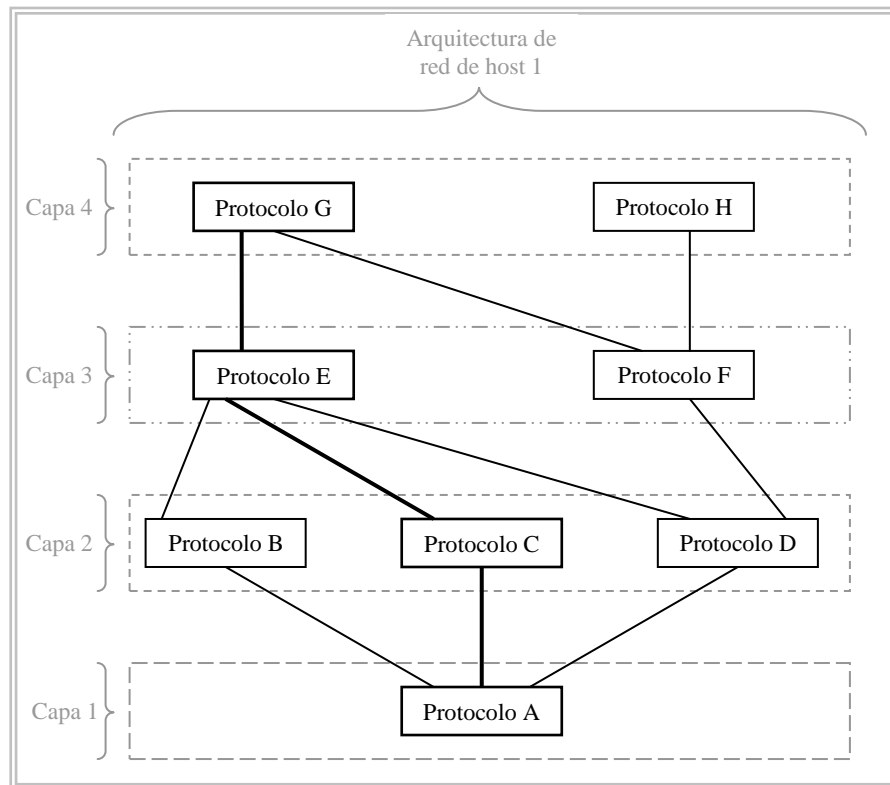 Arquitectura de
red de host 1
Capa 4
Protocolo G
Protocolo H
Capa 3
Protocolo E
Protocolo F
Capa 2
Protocolo B
Protocolo C
Protocolo D
Capa 1
Protocolo A